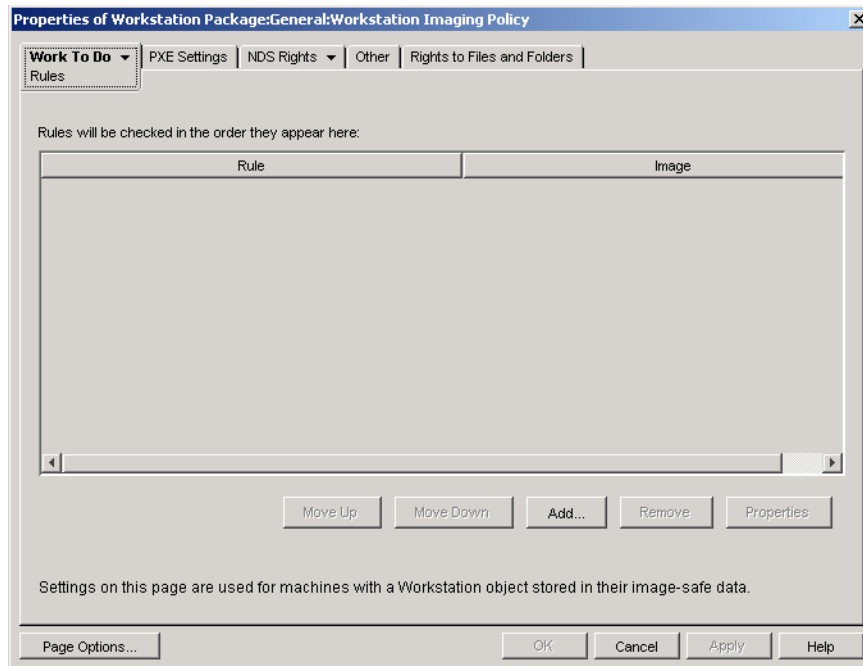 Properties of Workstation Package:General:Workstation Imaging Policy
Work To Do PXE Settings NDS Rights Other Rights to Files and Folders
Rules
Rules will be checked in the order they appear here:
Rule Image
Move Up Move Down Add... Remove Properties
Settings on this page are used for machines with a Workstation object stored in their image-safe data.
Page Options... OK Cancel Apply Help